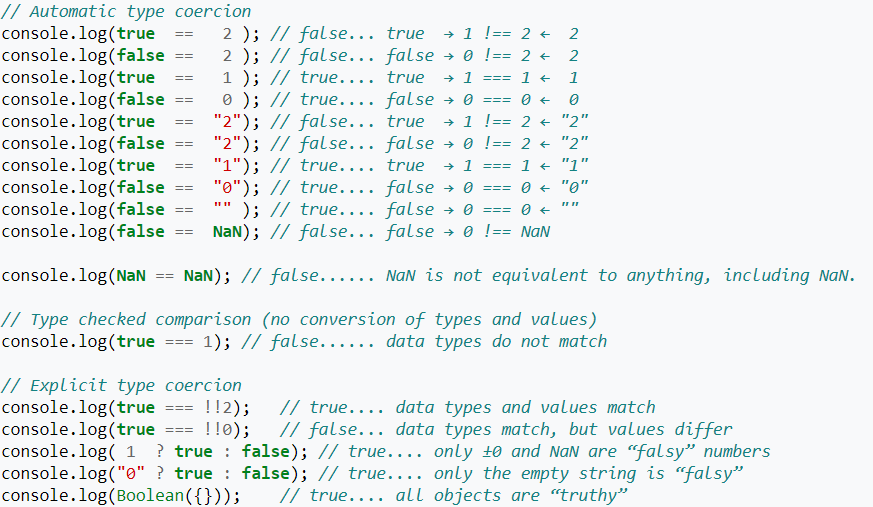 // Automatic type coercion
console.log(true  ==   2 ); // false... true  → 1 !== 2 ←  2
console.log(false ==   2 ); // false... false → 0 !== 2 ←  2
console.log(true  ==   1 ); // true.... true  → 1 === 1 ←  1
console.log(false ==   0 ); // true.... false → 0 === 0 ←  0
console.log(true  ==  "2"); // false... true  → 1 !== 2 ← "2"
console.log(false ==  "2"); // false... false → 0 !== 2 ← "2"
console.log(true  ==  "1"); // true.... true  → 1 === 1 ← "1"
console.log(false ==  "0"); // true.... false → 0 === 0 ← "0"
console.log(false ==  "" ); // true.... false → 0 === 0 ← ""
console.log(false ==  NaN); // false... false → 0 !== NaN
console.log(NaN == NaN); // false...... NaN is not equivalent to anything, including NaN.
// Type checked comparison (no conversion of types and values)
console.log(true === 1); // false...... data types do not match
// Explicit type coercion
console.log(true === !!2);   // true.... data types and values match
console.log(true === !!0);   // false... data types match, but values differ
console.log( 1  ? true : false); // true.... only ±0 and NaN are “falsy” numbers
console.log("0" ? true : false); // true.... only the empty string is “falsy”
console.log(Boolean({}));    // true.... all objects are “truthy”